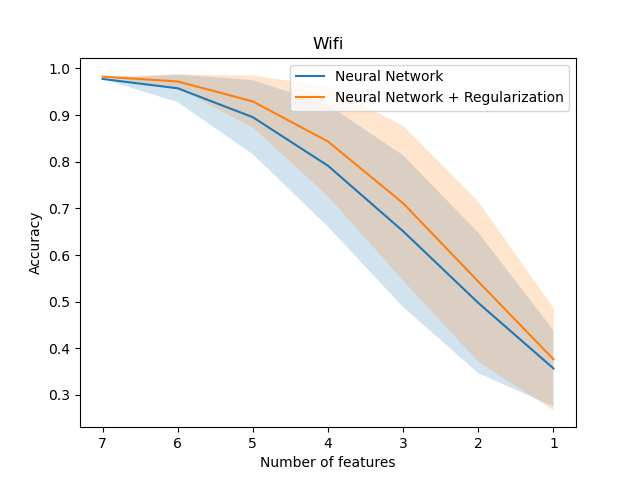 Wifi
Neural Network
Neural Network + Regularization
Accuracy
1.0
0.9
0.8
0.7
0.6
0.5
0.4
0.3
7 6 5 4 3 2 1
Number of features